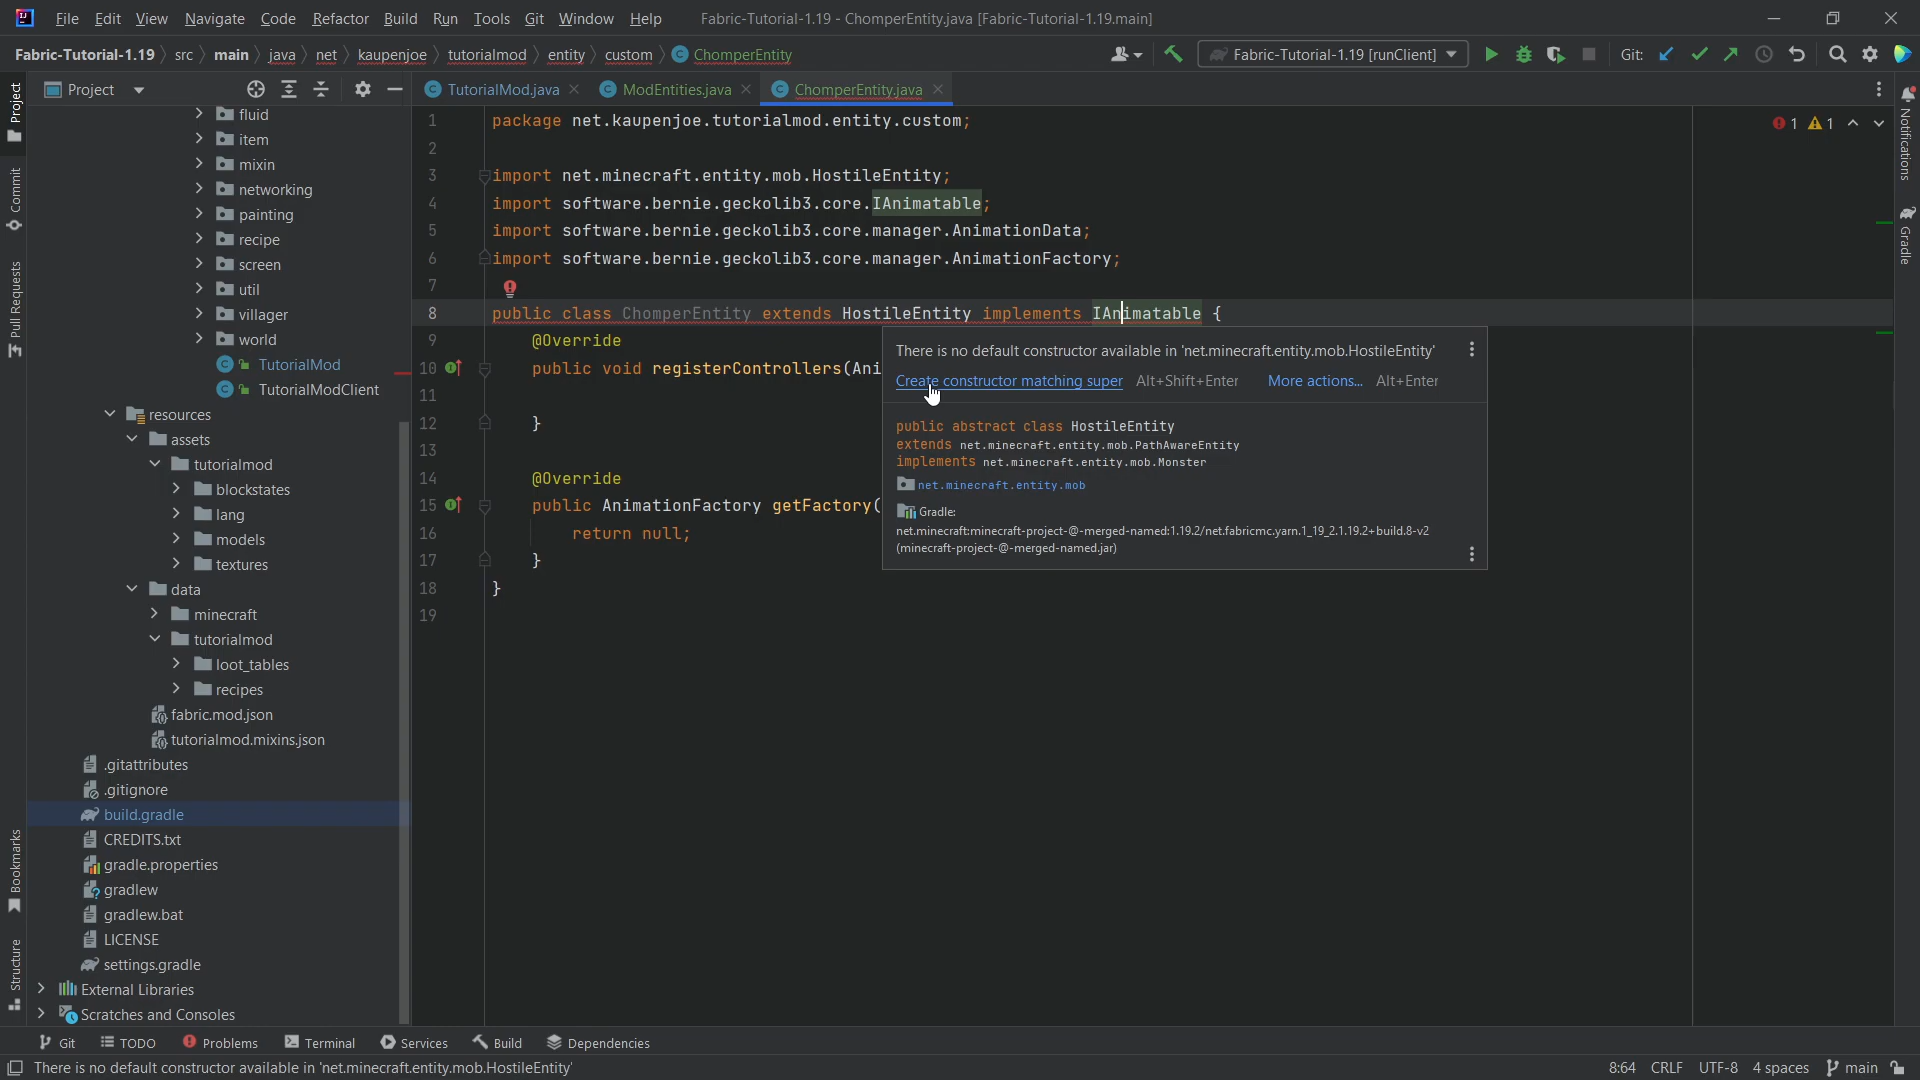 File Edit View Navigate Code Refactor Build Run Tools Git Window Help Fabric-Tutorial-1.19 - ChomperEntity.java [Fabric-Tutorial-1.19.main]
Fabric-Tutorial-1.19 src main java net kaupenjoe tutorialmod entity custom ChomperEntity Fabric-Tutorial-1.19 [runClient] Git:
Project
TutorialMod.java ModEntities.java ChomperEntity.java
Project
Commit
Pull Requests
Bookmarks
Structure
fluid
item
mixin
networking
painting
recipe
screen
util
villager
world
TutorialMod
TutorialModClient
resources
assets
tutorialmod
blockstates
lang
models
textures
data
minecraft
tutorialmod
loot_tables
recipes
fabric.mod.json
tutorialmod.mixins.json
.gitattributes
.gitignore
build.gradle
CREDITS.txt
gradle.properties
gradlew
gradlew.bat
LICENSE
settings.gradle
External Libraries
Scratches and Consoles
1 package net.kaupenjoe.tutorialmod.entity.custom;
2
3 import net.minecraft.entity.mob.HostileEntity;
4 import software.bernie.geckolib3.core.IAnimatable;
5 import software.bernie.geckolib3.core.manager.AnimationData;
6 import software.bernie.geckolib3.core.manager.AnimationFactory;
7
8 public class ChomperEntity extends HostileEntity implements IAnimatable {
9 @Override
10 public void registerControllers(Ani
11
12 }
13
14 @Override
15 public AnimationFactory getFactory(
16 return null;
17 }
18 }
19
1 1
There is no default constructor available in 'net.minecraft.entity.mob.HostileEntity'
Create constructor matching super Alt+Shift+Enter More actions... Alt+Enter
public abstract class HostileEntity
extends net.minecraft.entity.mob.PathAwareEntity
implements net.minecraft.entity.mob.Monster
net.minecraft.entity.mob
Gradle:
net.minecraft:minecraft-project-@-merged-named:1.19.2/net.fabricmc.yarn.1_19_2.1.19.2+build.8-v2
(minecraft-project-@-merged-named.jar)
Notifications
Gradle
Git TODO Problems Terminal Services Build Dependencies
There is no default constructor available in 'net.minecraft.entity.mob.HostileEntity' 8:64 CRLF UTF-8 4 spaces main